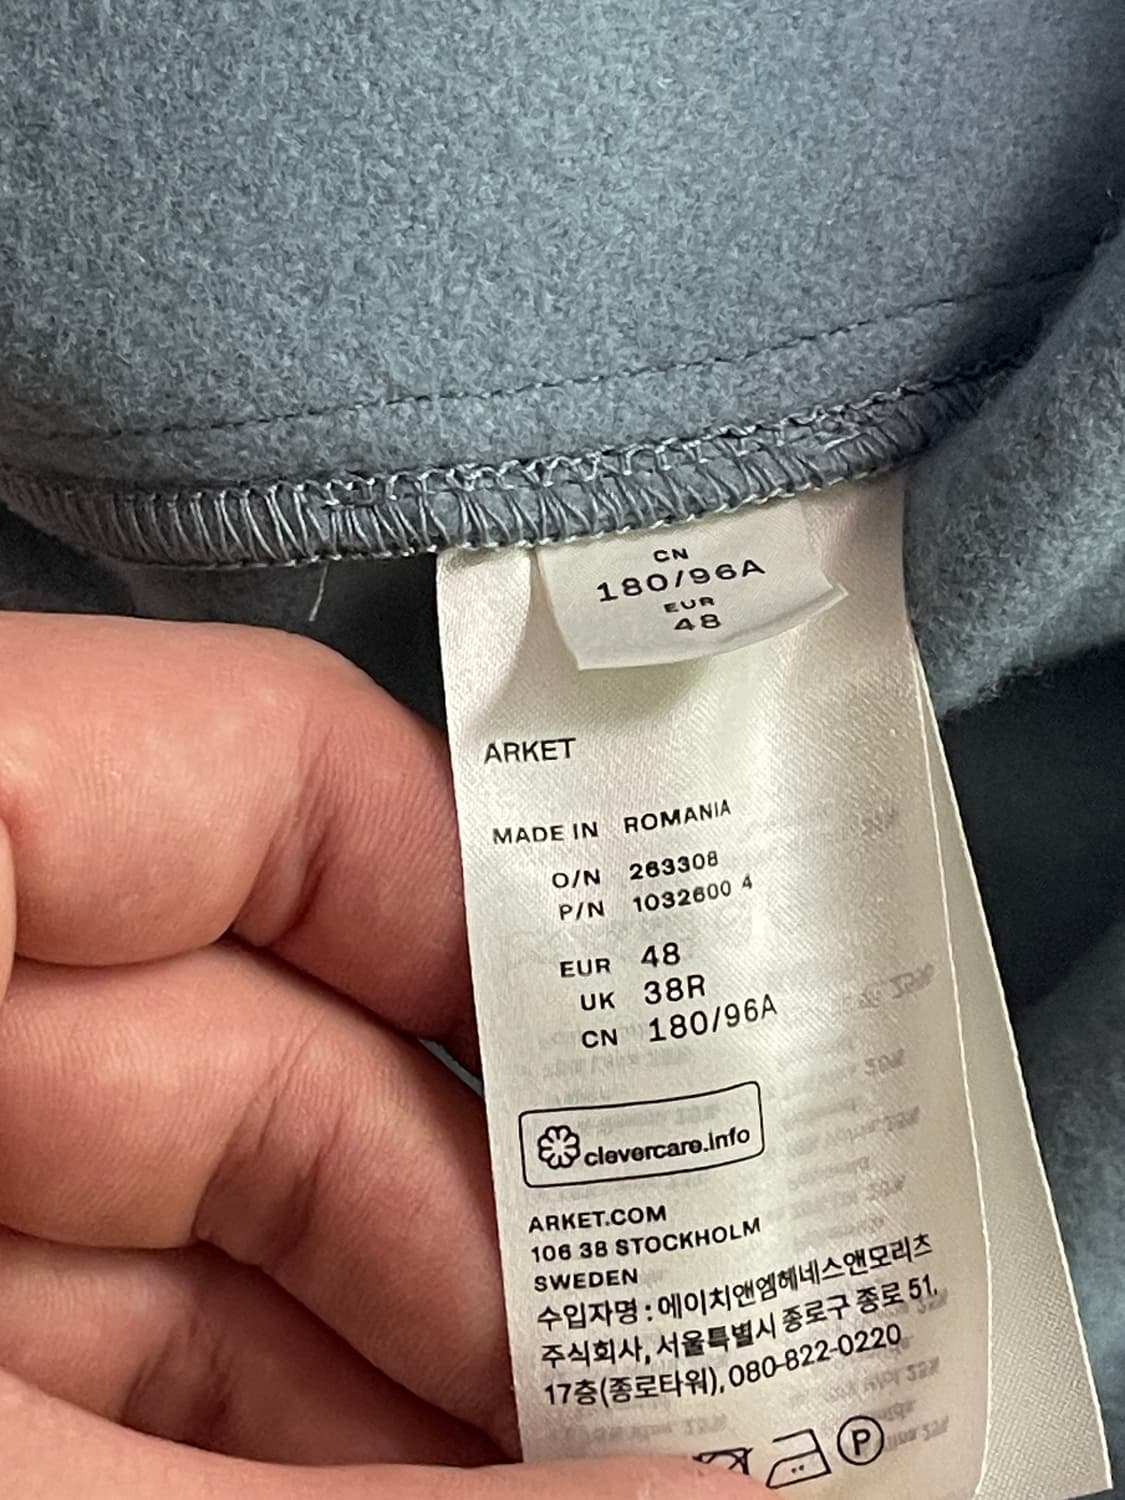 CN
180/96A
EUR
48
ARKET
MADE IN ROMANIA
O/N 263308
P/N 1032600 4
EUR 48
UK 38R
CN 180/96A
clevercare.info
ARKET.COM
106 38 STOCKHOLM
SWEDEN
수입자명 : 에이치앤엠헤네스앤모리츠
주식회사, 서울특별시 종로구 종로 51,
17층(종로타워), 080-822-0220
P